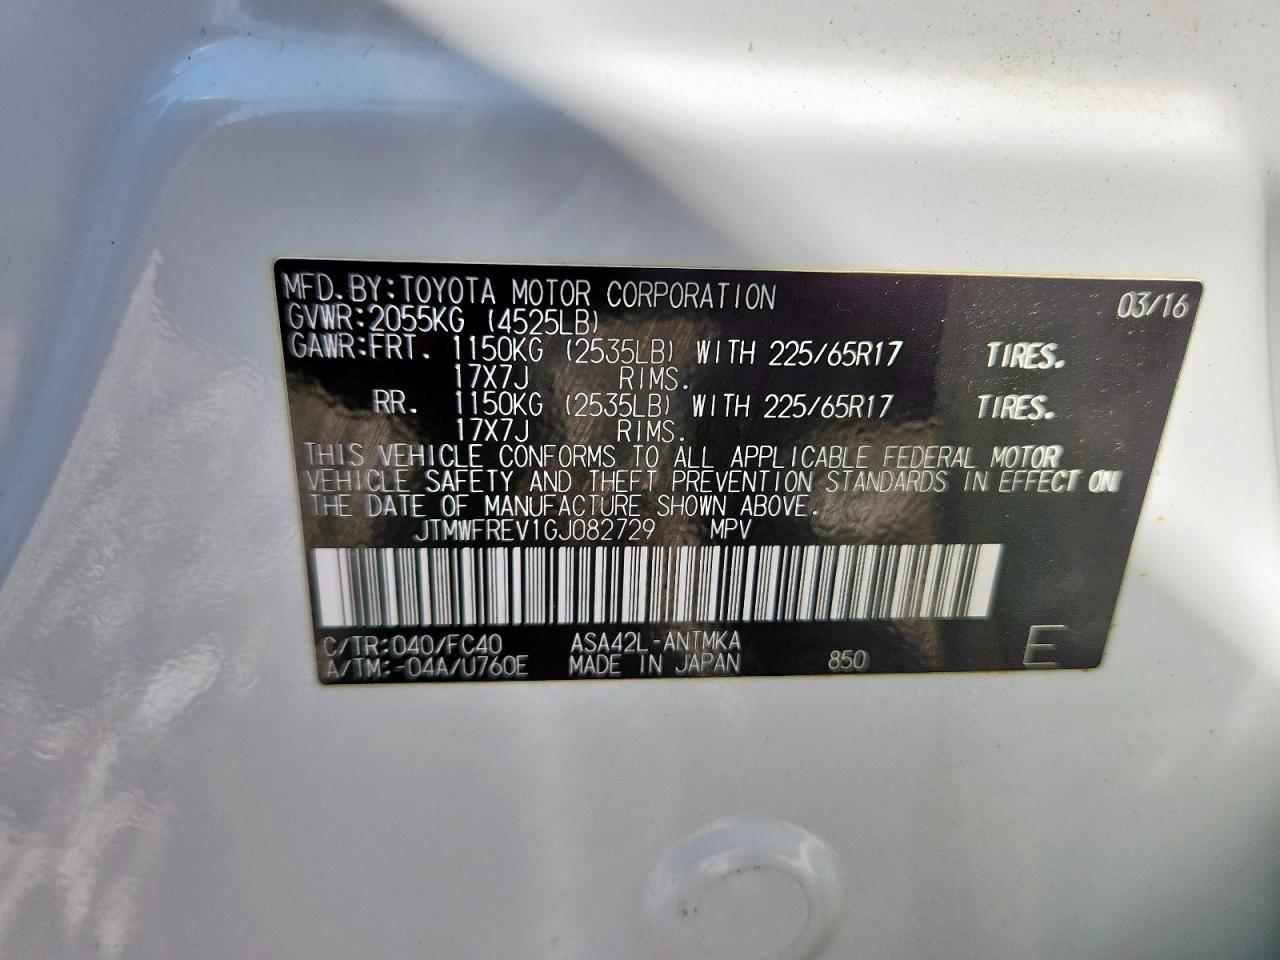 MFD.BY:TOYOTA MOTOR CORPORATION 03/16
GVWR:2055KG (4525LB)
GAWR:FRT. 1150KG (2535LB) WITH 225/65R17 TIRES.
17X7J RIMS.
RR. 1150KG (2535LB) WITH 225/65R17 TIRES.
17X7J RIMS.
THIS VEHICLE CONFORMS TO ALL APPLICABLE FEDERAL MOTOR
VEHICLE SAFETY AND THEFT PREVENTION STANDARDS IN EFFECT ON
THE DATE OF MANUFACTURE SHOWN ABOVE.
JTMWFREV1GJ082729 MPV
C/TR:040/FC40 ASA42L-ANTMKA
A/TM:-04A/U760E MADE IN JAPAN 850 E